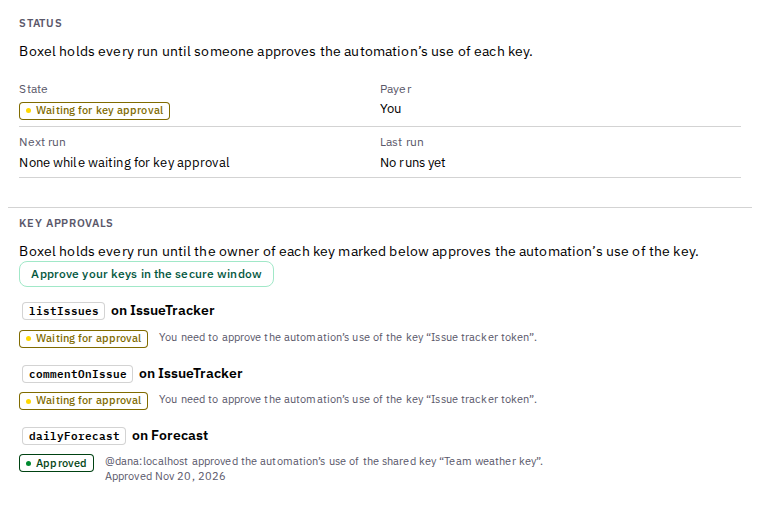 STATUS
Boxel holds every run until someone approves the automation's use of each key.
State
Payer
Waiting for key approval
You
Next run
Last run
None while waiting for key approval
No runs yet
KEY APPROVALS
Boxel holds every run until the owner of each key marked below approves the automation's use of the key.
Approve your keys in the secure window
listIssues on IssueTracker
Waiting for approval You need to approve the automation's use of the key “Issue tracker token”.
commentOnIssue on IssueTracker
Waiting for approval You need to approve the automation's use of the key “Issue tracker token”.
dailyForecast on Forecast
Approved @dana:localhost approved the automation's use of the shared key “Team weather key”.
Approved Nov 20, 2026